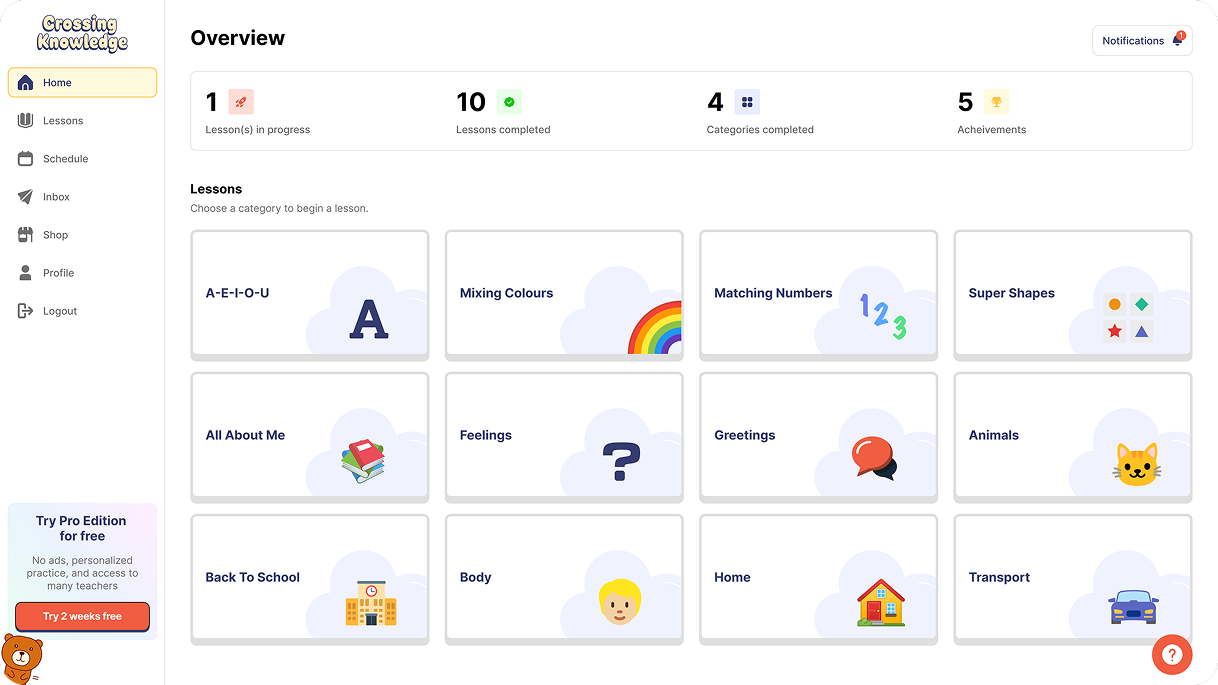 Crossing
Knowledge
Home
Lessons
Schedule
Inbox
Shop
Profile
Logout
Try Pro Edition
for free
No ads, personalized
practice, and access to
many teachers
Try 2 weeks free
Overview
Notifications 1
1
Lesson(s) in progress
10
Lessons completed
4
Categories completed
5
Acheivements
Lessons
Choose a category to begin a lesson.
A-E-I-O-U
A
Mixing Colours
Matching Numbers
1 2 3
Super Shapes
All About Me
Feelings
?
Greetings
Animals
Back To School
Body
Home
Transport
?